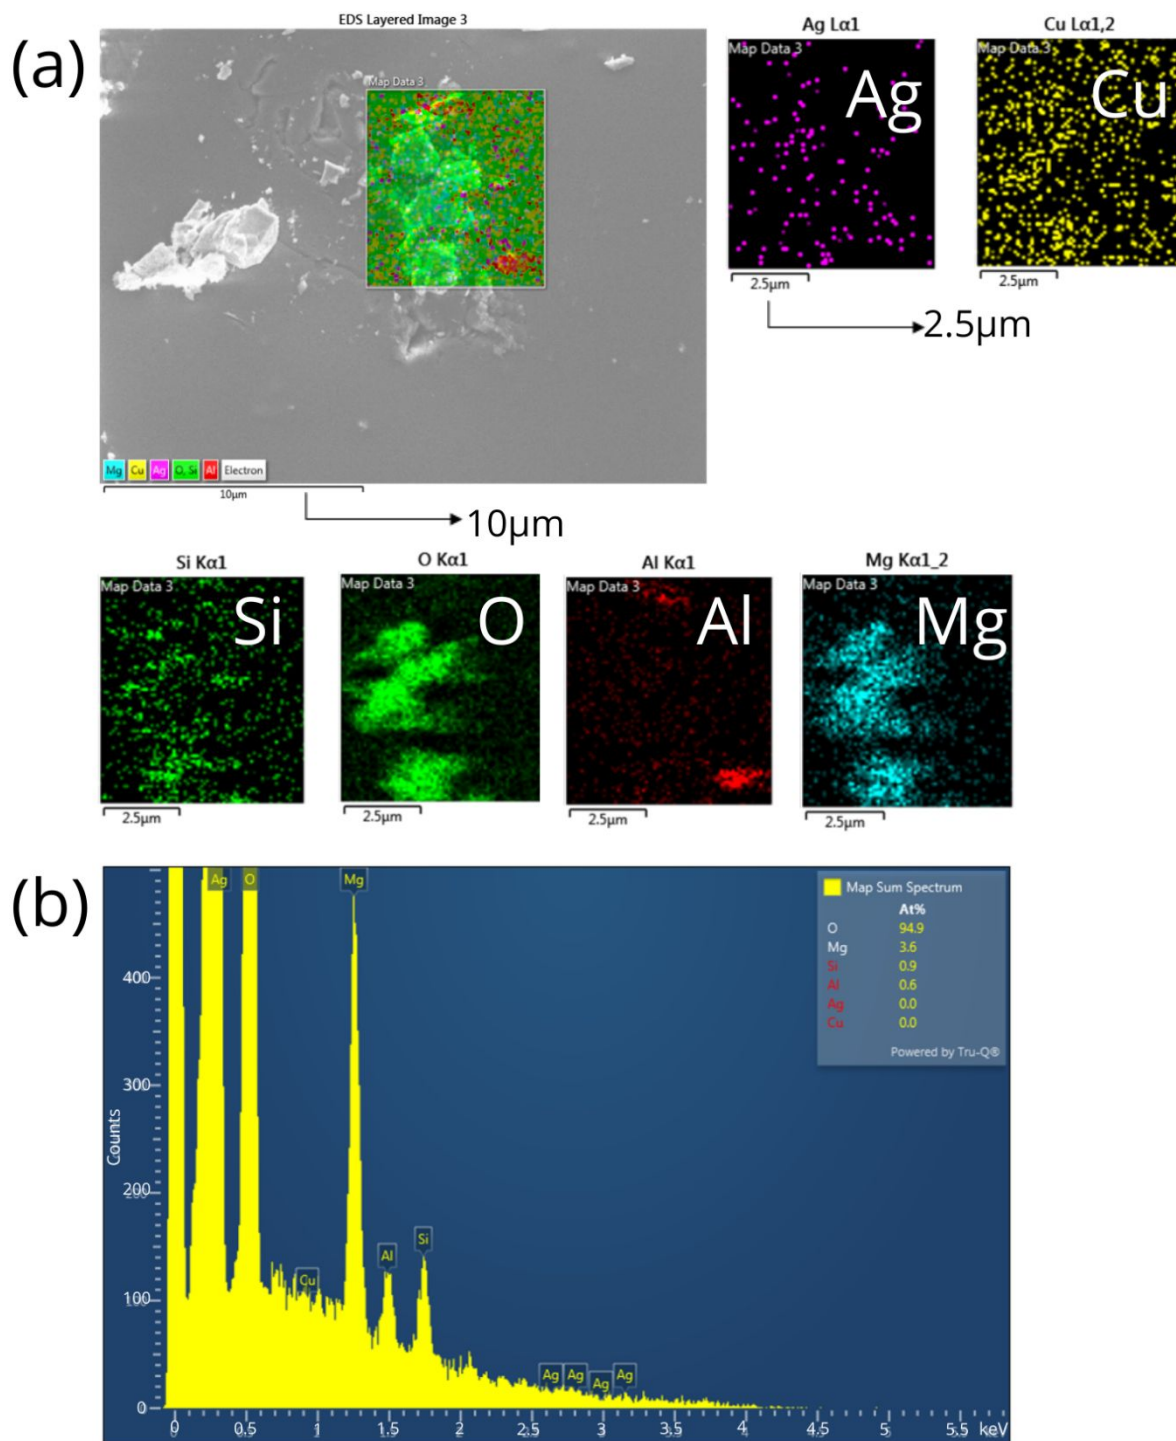 EDS Layered Image 3
(a)
Map Data 3
Mg Cu Ag O, Si Al Electron
10µm
10µm
Ag Lα1
Map Data 3
Ag
2.5µm
Cu Lα1,2
Map Data 3
Cu
2.5µm
2.5µm
Si Kα1
Map Data 3
Si
2.5µm
O Kα1
Map Data 3
O
2.5µm
Al Kα1
Map Data 3
Al
2.5µm
Mg Kα1_2
Map Data 3
Mg
2.5µm
(b)
Ag O Mg
Map Sum Spectrum
At%
O 94.9
Mg 3.6
Si 0.9
Al 0.6
Ag 0.0
Cu 0.0
Powered by Tru-Q®
Counts
400
300
200
100
0
Cu Al Si
Ag Ag Ag Ag
0 0.5 1 1.5 2 2.5 3 3.5 4 4.5 5 5.5 keV